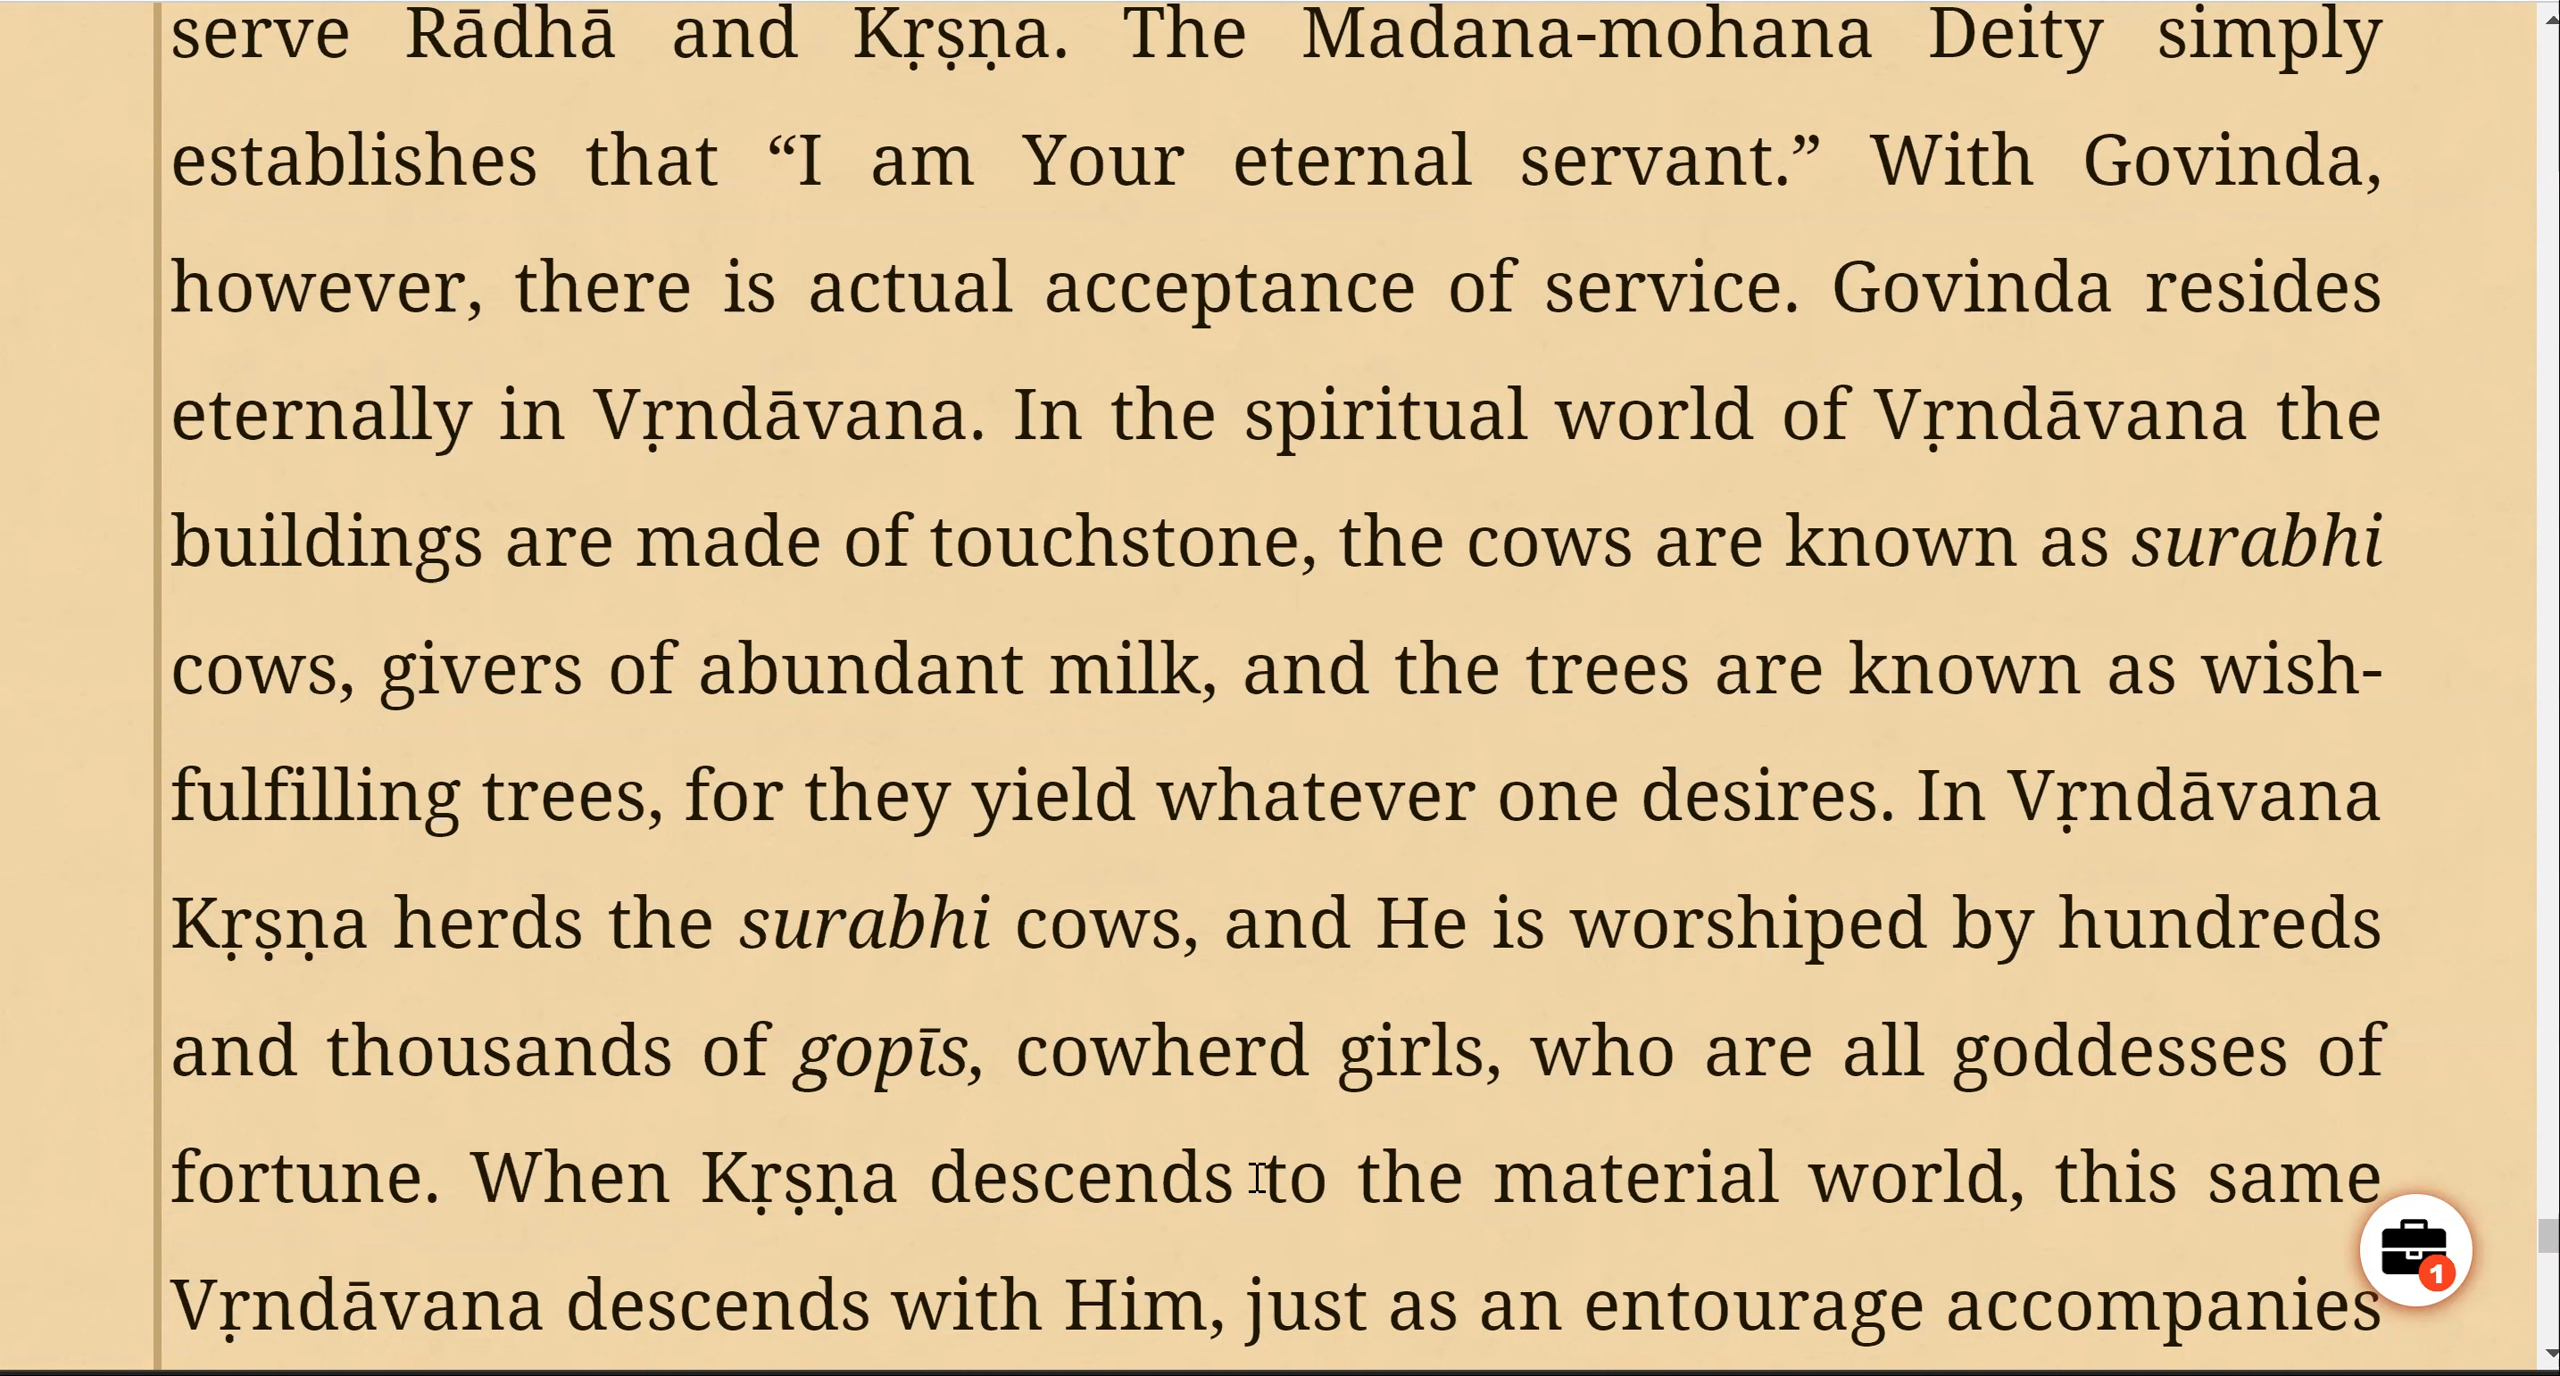 serve Rādhā and Kṛṣṇa. The Madana-mohana Deity simply
establishes that “I am Your eternal servant.” With Govinda,
however, there is actual acceptance of service. Govinda resides
eternally in Vṛndāvana. In the spiritual world of Vṛndāvana the
buildings are made of touchstone, the cows are known as surabhi
cows, givers of abundant milk, and the trees are known as wish-
fulfilling trees, for they yield whatever one desires. In Vṛndāvana
Kṛṣṇa herds the surabhi cows, and He is worshiped by hundreds
and thousands of gopīs, cowherd girls, who are all goddesses of
fortune. When Kṛṣṇa descends to the material world, this same
Vṛndāvana descends with Him, just as an entourage accompanies
1